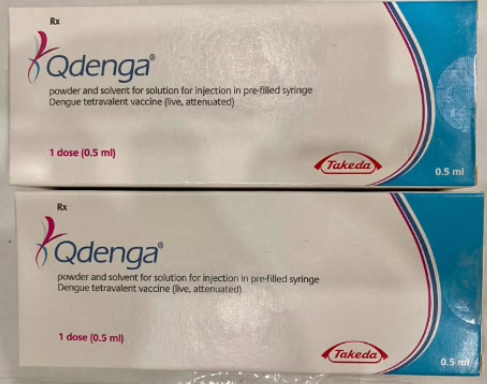 Rx
Qdenga®
powder and solvent for solution for injection in pre-filled syringe
Dengue tetravalent vaccine (live, attenuated)
1 dose (0.5 ml)
Takeda
0.5 ml
Rx
Qdenga®
powder and solvent for solution for injection in pre-filled syringe
Dengue tetravalent vaccine (live, attenuated)
1 dose (0.5 ml)
Takeda
0.5 ml